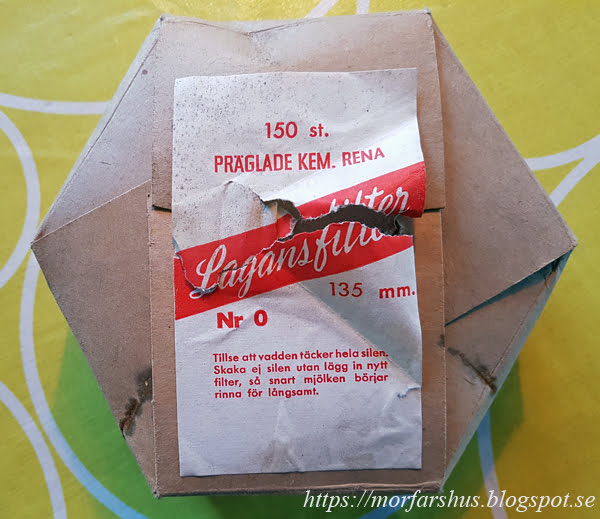 150 st.
PRÄGLADE KEM. RENA
Lagansfilter
135 mm.
Nr 0
Tillse att vadden täcker hela silen.
Skaka ej silen utan lägg in nytt
filter, så snart mjölken börjar
rinna för långsamt.
https://morfarshus.blogspot.se